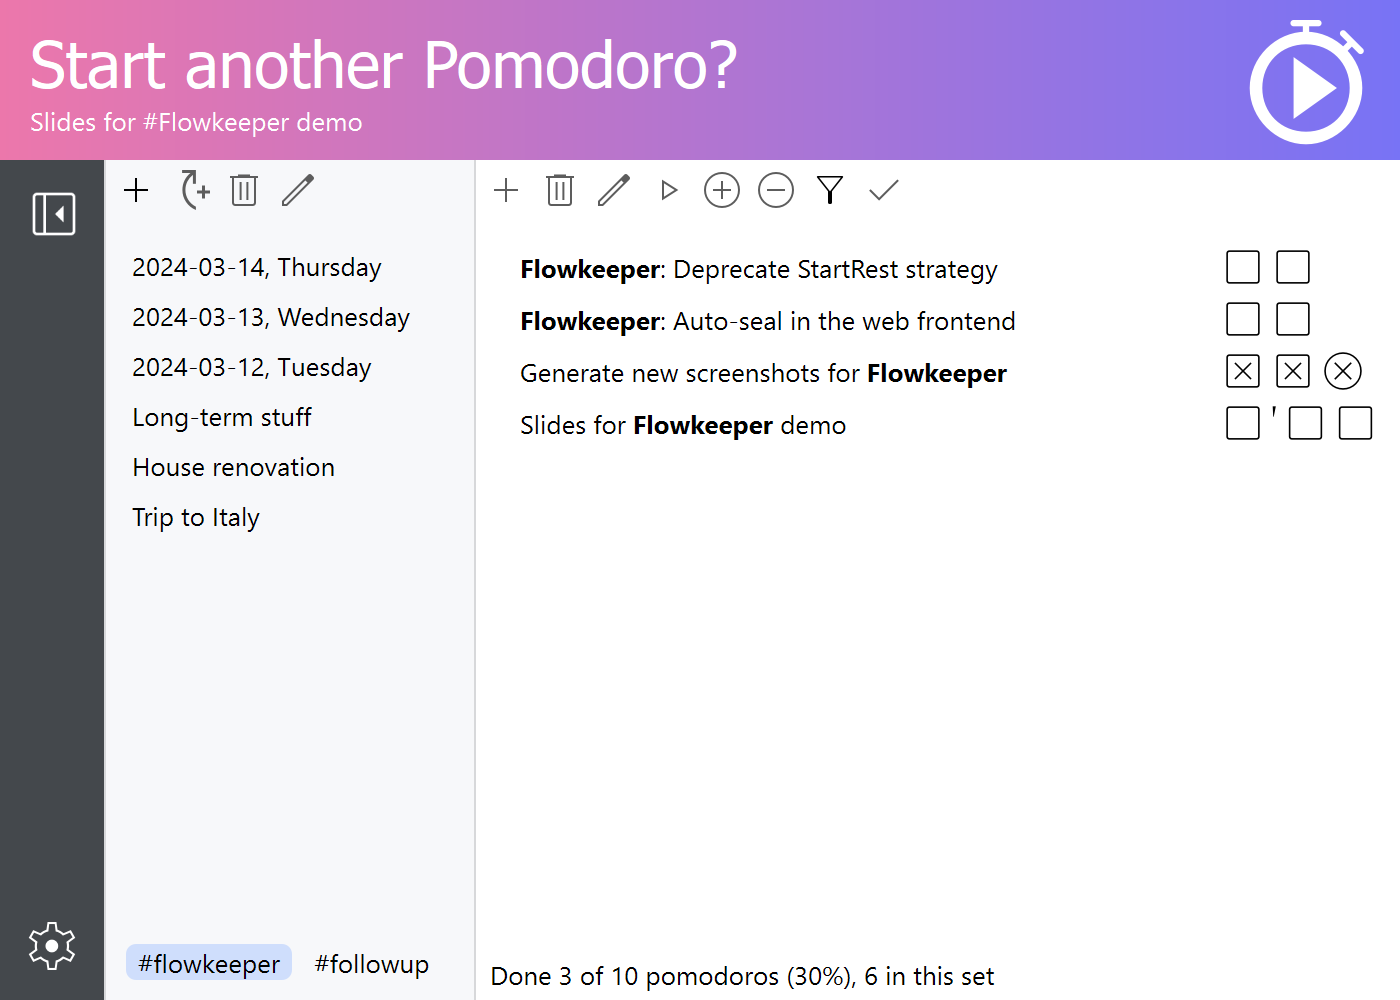 Start another Pomodoro?
Slides for #Flowkeeper demo
2024-03-14, Thursday
2024-03-13, Wednesday
2024-03-12, Tuesday
Long-term stuff
House renovation
Trip to Italy
#flowkeeper #followup
Flowkeeper: Deprecate StartRest strategy
Flowkeeper: Auto-seal in the web frontend
Generate new screenshots for Flowkeeper
Slides for Flowkeeper demo
Done 3 of 10 pomodoros (30%), 6 in this set